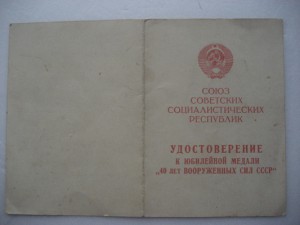 СОЮЗ
СОВЕТСКИХ
СОЦИАЛИСТИЧЕСКИХ
РЕСПУБЛИК
УДОСТОВЕРЕНИЕ
К ЮБИЛЕЙНОЙ МЕДАЛИ
„40 ЛЕТ ВООРУЖЕННЫХ СИЛ СССР"